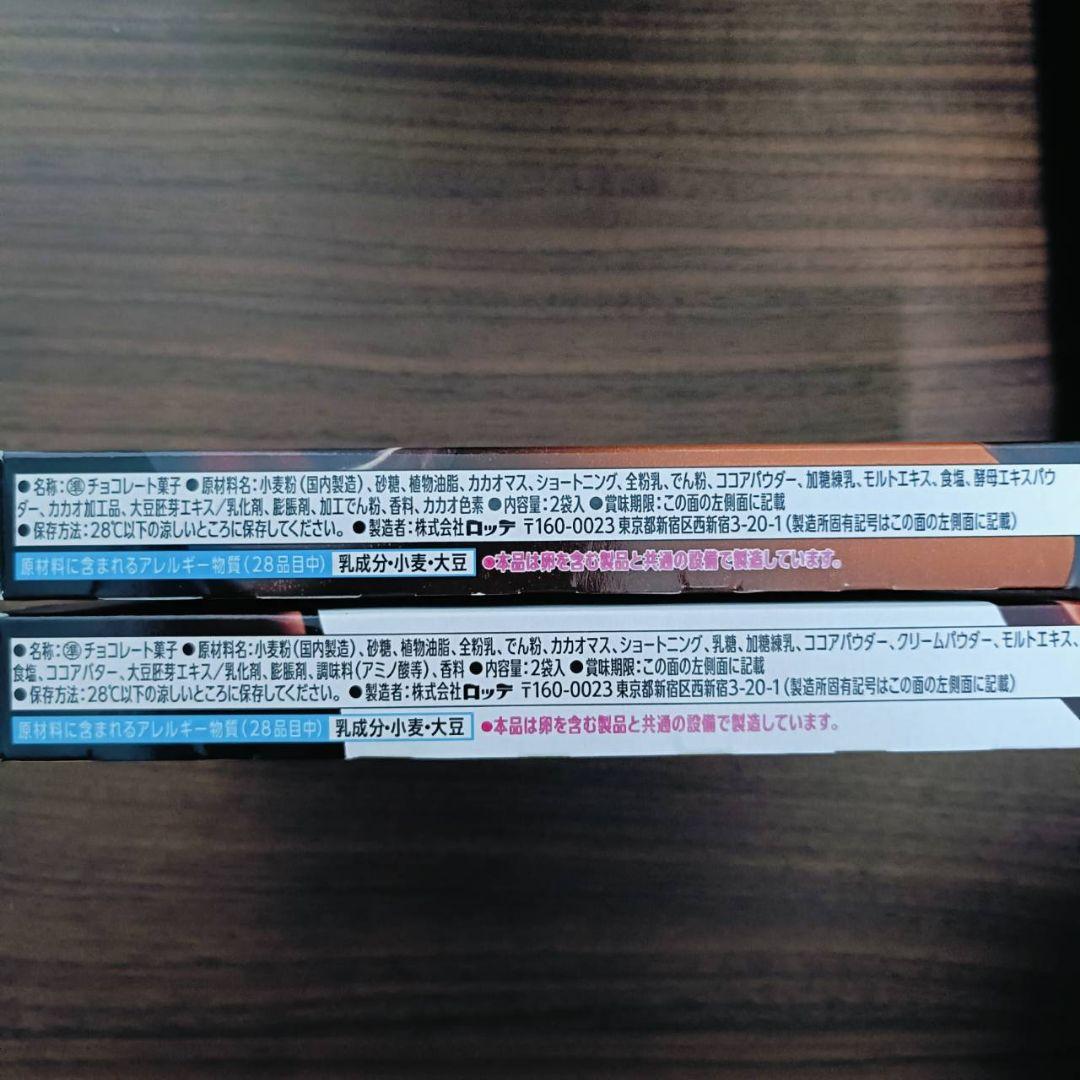 ●名称:準チョコレート菓子 ●原材料名:小麦粉(国内製造)、砂糖、植物油脂、カカオマス、ショートニング、全粉乳、でん粉、ココアパウダー、加糖練乳、モルトエキス、食塩、酵母エキスパウ
ダー、カカオ加工品、大豆胚芽エキス/乳化剤、膨脹剤、加工でん粉、香料、カカオ色素 ●内容量:2袋入 ●賞味期限:この面の左側面に記載
●保存方法:28℃以下の涼しいところに保存してください。 ●製造者:株式会社ロッテ 〒160-0023 東京都新宿区西新宿3-20-1(製造所固有記号はこの面の左側面に記載)
原材料に含まれるアレルギー物質(28品目中) 乳成分・小麦・大豆 ●本品は卵を含む製品と共通の設備で製造しています。
●名称:準チョコレート菓子 ●原材料名:小麦粉(国内製造)、砂糖、植物油脂、全粉乳、でん粉、カカオマス、ショートニング、乳糖、加糖練乳、ココアパウダー、クリームパウダー、モルトエキス、
食塩、ココアバター、大豆胚芽エキス/乳化剤、膨脹剤、調味料(アミノ酸等)、香料 ●内容量:2袋入 ●賞味期限:この面の左側面に記載
●保存方法:28℃以下の涼しいところに保存してください。 ●製造者:株式会社ロッテ 〒160-0023 東京都新宿区西新宿3-20-1(製造所固有記号はこの面の左側面に記載)
原材料に含まれるアレルギー物質(28品目中) 乳成分・小麦・大豆 ●本品は卵を含む製品と共通の設備で製造しています。